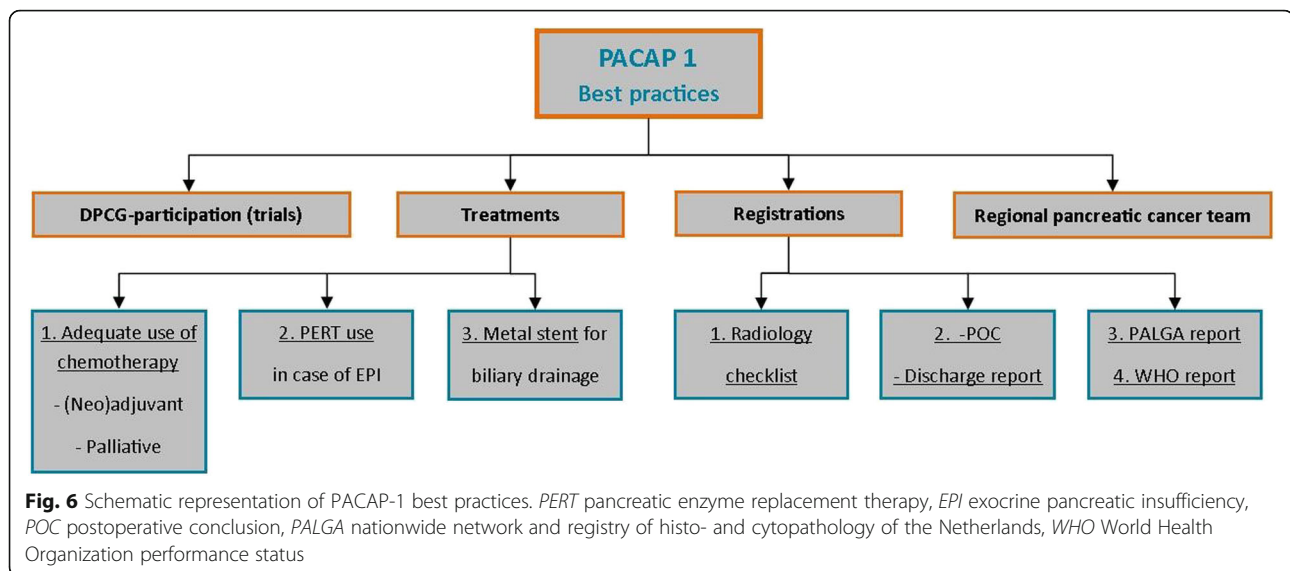 PACAP 1
Best practices
DPCG-participation (trials)
Treatments
Registrations
Regional pancreatic cancer team
1. Adequate use of
chemotherapy
- (Neo)adjuvant
- Palliative
2. PERT use
in case of EPI
3. Metal stent for
biliary drainage
1. Radiology
checklist
2. -POC
- Discharge report
3. PALGA report
4. WHO report
Fig. 6 Schematic representation of PACAP-1 best practices. PERT pancreatic enzyme replacement therapy, EPI exocrine pancreatic insufficiency,
POC postoperative conclusion, PALGA nationwide network and registry of histo- and cytopathology of the Netherlands, WHO World Health
Organization performance status